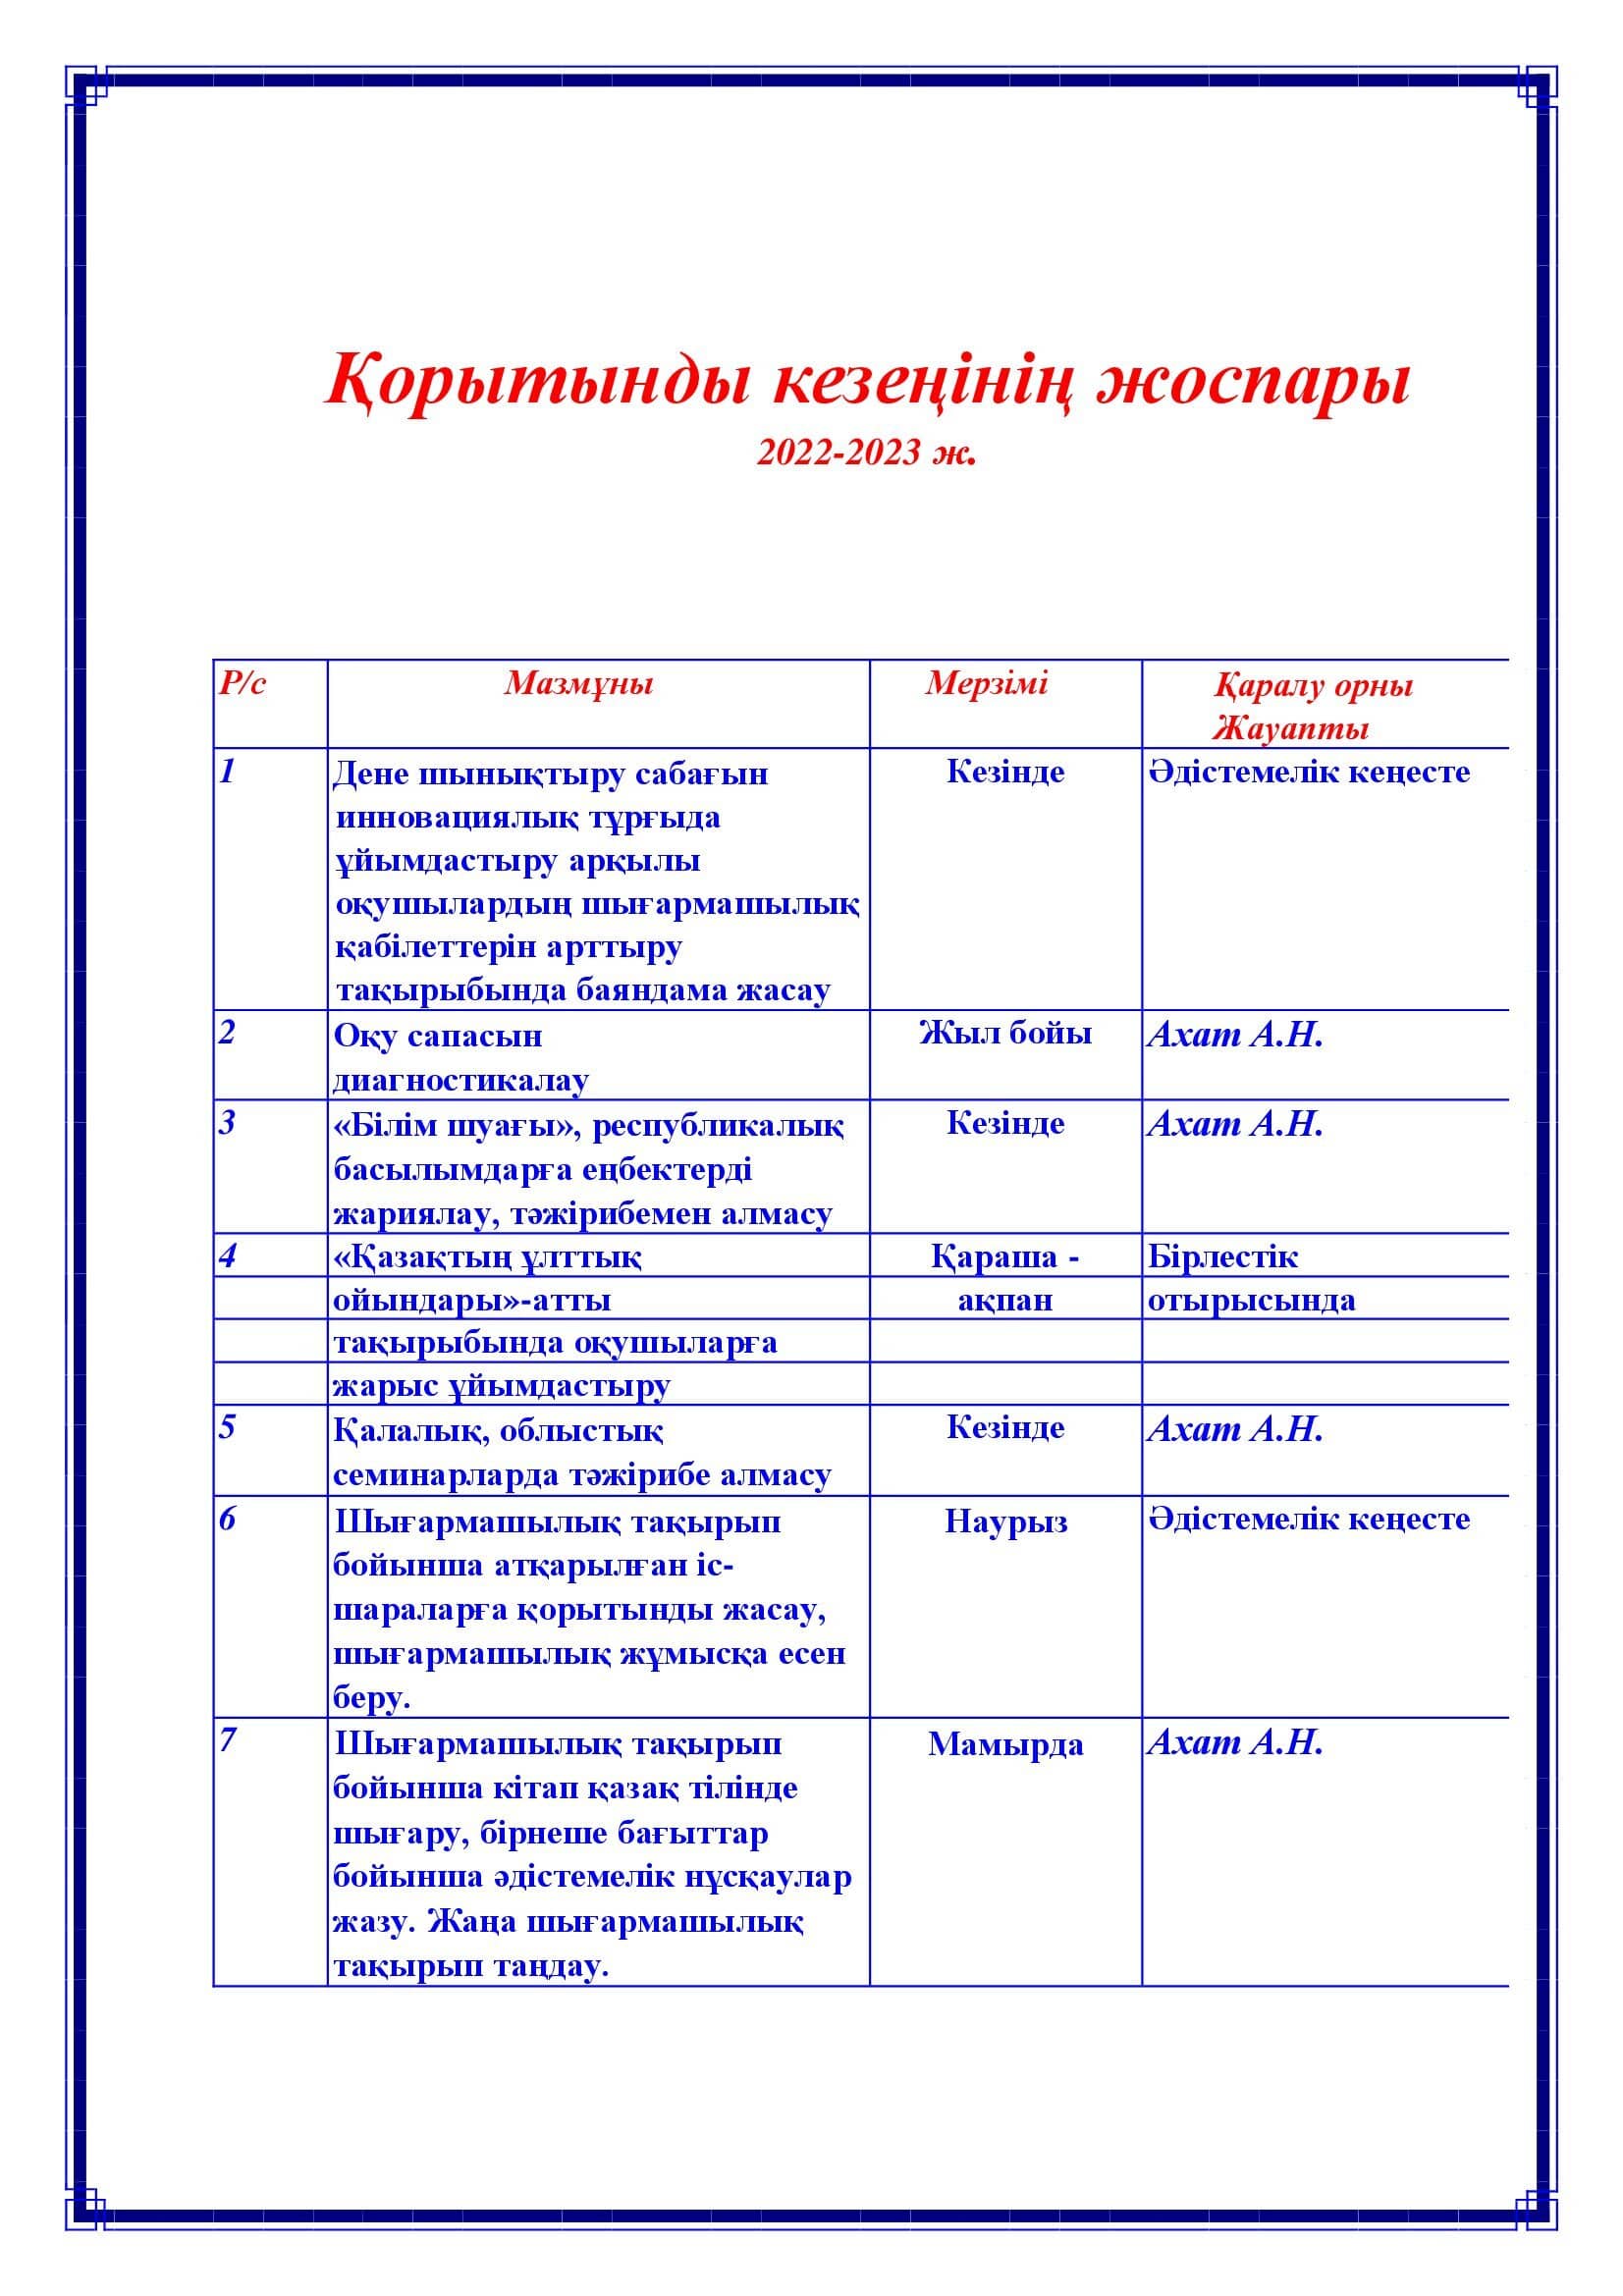 Қорытынды кезеңінің жоспары
2022-2023 ж.
Р/с
Мазмұны
Мерзімі
Қаралу орны
Жауапты
1
Дене шынықтыру сабағын
инновациялық тұрғыда
ұйымдастыру арқылы
оқушылардың шығармашылық
қабілеттерін арттыру
тақырыбында баяндама жасау
Кезінде
Әдістемелік кеңесте
2
Оқу сапасын
диагностикалау
Жыл бойы
Ахат А.Н.
3
«Білім шуағы», республикалық
басылымдарға еңбектерді
жариялау, тәжірибемен алмасу
Кезінде
Ахат А.Н.
4
«Қазақтың ұлттық
Қараша -
Бірлестік
ойындары»-атты
ақпан
отырысында
тақырыбында оқушыларға
жарыс ұйымдастыру
5
Қалалық, облыстық
семинарларда тәжірибе алмасу
Кезінде
Ахат А.Н.
6
Шығармашылық тақырып
бойынша атқарылған іс-
шараларға қорытынды жасау,
шығармашылық жұмысқа есен
беру.
Наурыз
Әдістемелік кеңесте
7
Шығармашылық тақырып
бойынша кітап қазақ тілінде
шығару, бірнеше бағыттар
бойынша әдістемелік нұсқаулар
жазу. Жаңа шығармашылық
тақырып таңдау.
Мамырда
Ахат А.Н.